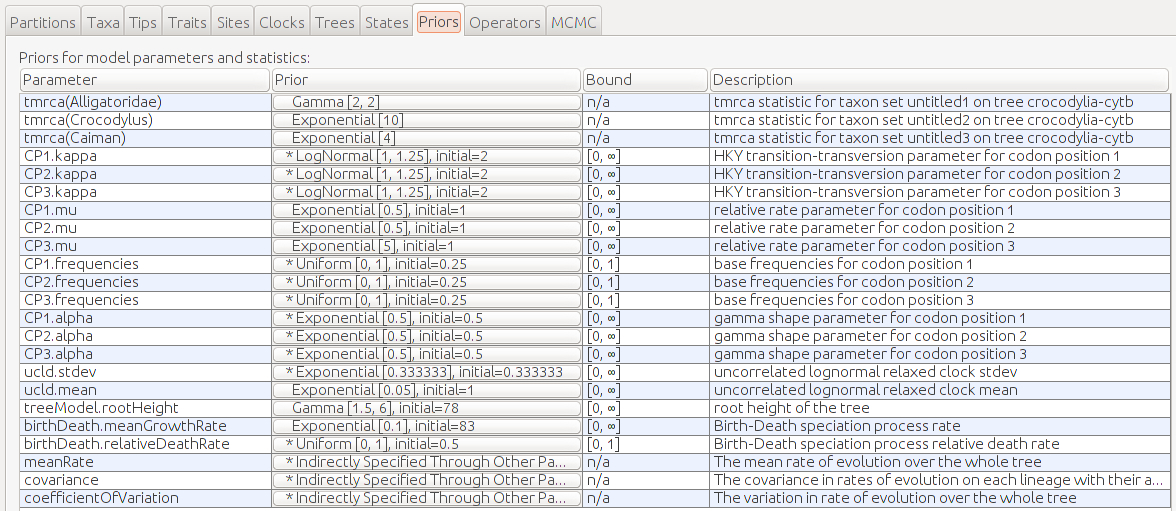 Partitions Taxa Tips Traits Sites Clocks Trees States Priors Operators MCMC
Priors for model parameters and statistics:
Parameter Prior Bound Description
tmrca(Alligatoridae) Gamma [2, 2] n/a tmrca statistic for taxon set untitled1 on tree crocodylia-cytb
tmrca(Crocodylus) Exponential [10] n/a tmrca statistic for taxon set untitled2 on tree crocodylia-cytb
tmrca(Caiman) Exponential [4] n/a tmrca statistic for taxon set untitled3 on tree crocodylia-cytb
CP1.kappa * LogNormal [1, 1.25], initial=2 [0, ∞] HKY transition-transversion parameter for codon position 1
CP2.kappa * LogNormal [1, 1.25], initial=2 [0, ∞] HKY transition-transversion parameter for codon position 2
CP3.kappa * LogNormal [1, 1.25], initial=2 [0, ∞] HKY transition-transversion parameter for codon position 3
CP1.mu Exponential [0.5], initial=1 [0, ∞] relative rate parameter for codon position 1
CP2.mu Exponential [0.5], initial=1 [0, ∞] relative rate parameter for codon position 2
CP3.mu Exponential [5], initial=1 [0, ∞] relative rate parameter for codon position 3
CP1.frequencies * Uniform [0, 1], initial=0.25 [0, 1] base frequencies for codon position 1
CP2.frequencies * Uniform [0, 1], initial=0.25 [0, 1] base frequencies for codon position 2
CP3.frequencies * Uniform [0, 1], initial=0.25 [0, 1] base frequencies for codon position 3
CP1.alpha * Exponential [0.5], initial=0.5 [0, ∞] gamma shape parameter for codon position 1
CP2.alpha * Exponential [0.5], initial=0.5 [0, ∞] gamma shape parameter for codon position 2
CP3.alpha * Exponential [0.5], initial=0.5 [0, ∞] gamma shape parameter for codon position 3
ucld.stdev * Exponential [0.333333], initial=0.333333 [0, ∞] uncorrelated lognormal relaxed clock stdev
ucld.mean Exponential [0.05], initial=1 [0, ∞] uncorrelated lognormal relaxed clock mean
treeModel.rootHeight Gamma [1.5, 6], initial=78 [0, ∞] root height of the tree
birthDeath.meanGrowthRate Exponential [0.1], initial=83 [0, ∞] Birth-Death speciation process rate
birthDeath.relativeDeathRate * Uniform [0, 1], initial=0.5 [0, 1] Birth-Death speciation process relative death rate
meanRate * Indirectly Specified Through Other Pa... n/a The mean rate of evolution over the whole tree
covariance * Indirectly Specified Through Other Pa... n/a The covariance in rates of evolution on each lineage with their a...
coefficientOfVariation * Indirectly Specified Through Other Pa... n/a The variation in rate of evolution over the whole tree